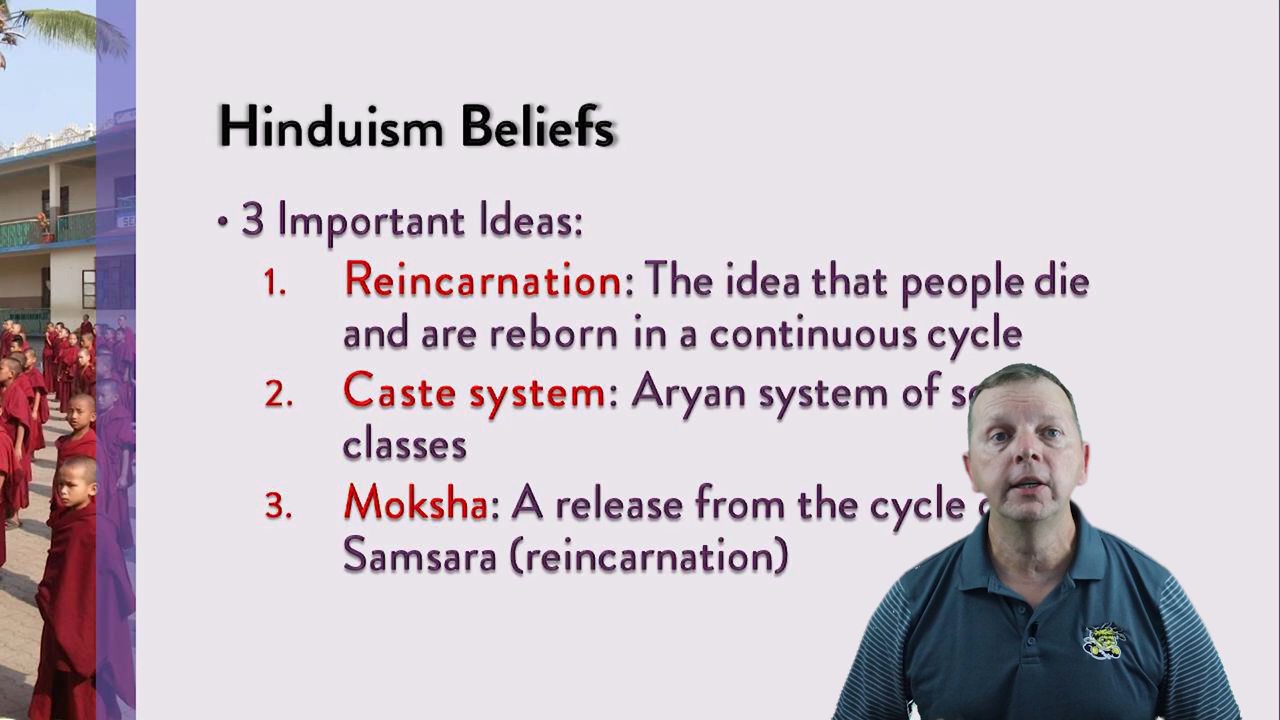 Hinduism Beliefs
• 3 Important Ideas:
1. Reincarnation: The idea that people die
and are reborn in a continuous cycle
2. Caste system: Aryan system of
classes
3. Moksha: A release from the cycle
Samsara (reincarnation)